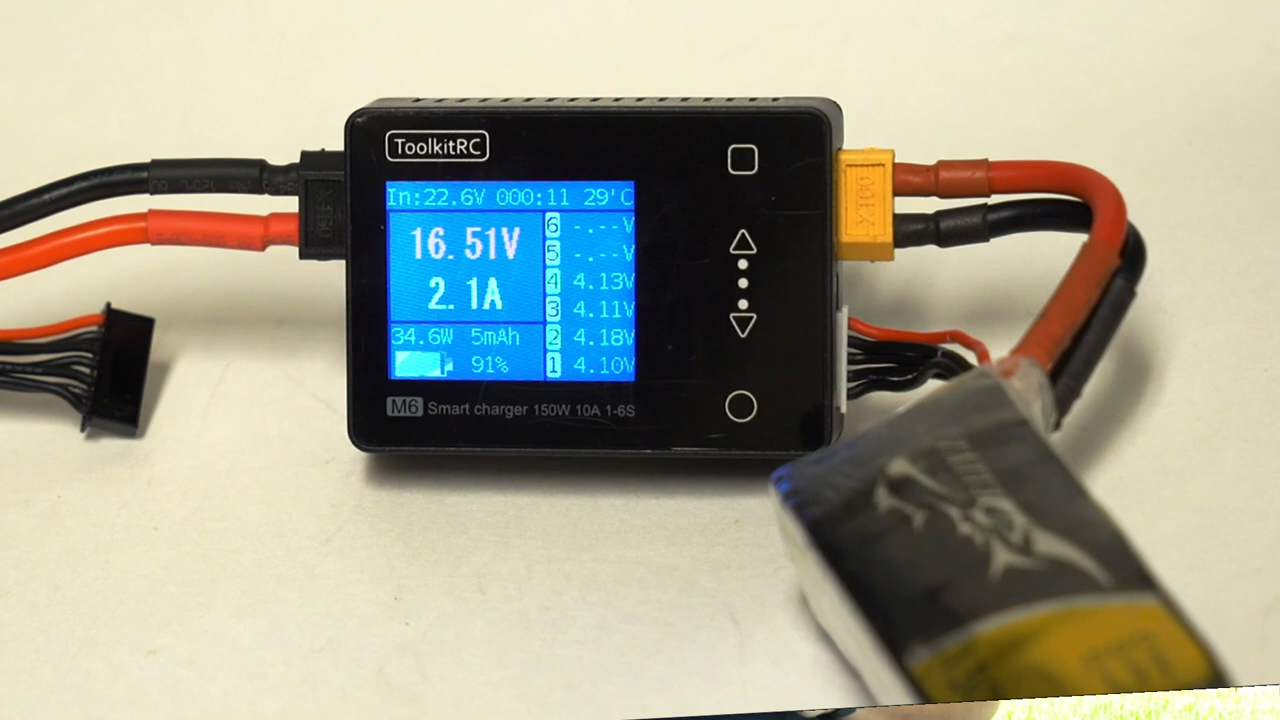 ToolkitRC
In:22.6V 000:11 29'C
16.51V
2.1A
34.6W 5mAh
91%
6 -.--V
5 -.--V
4 4.13V
3 4.11V
2 4.18V
1 4.10V
M6 Smart charger 150W 10A 1-6S
XT60